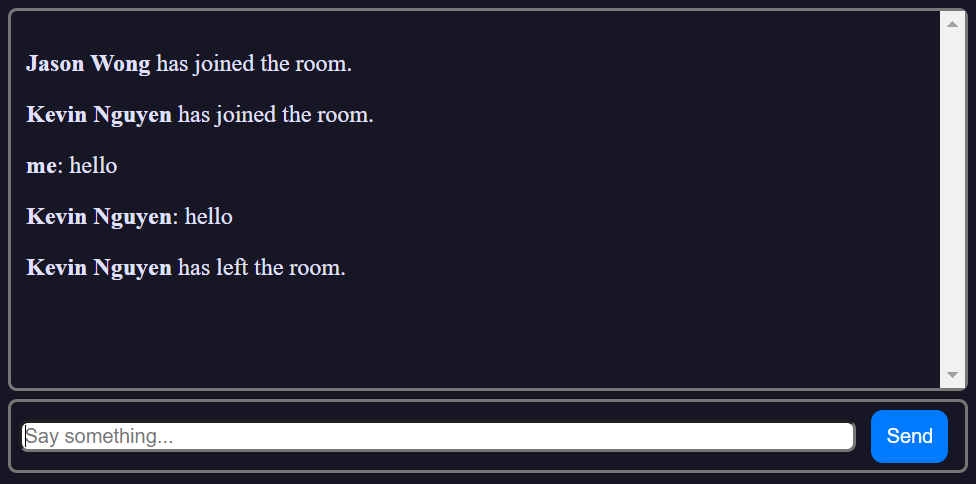 Jason Wong has joined the room.
Kevin Nguyen has joined the room.
me: hello
Kevin Nguyen: hello
Kevin Nguyen has left the room.
Say something...
Send